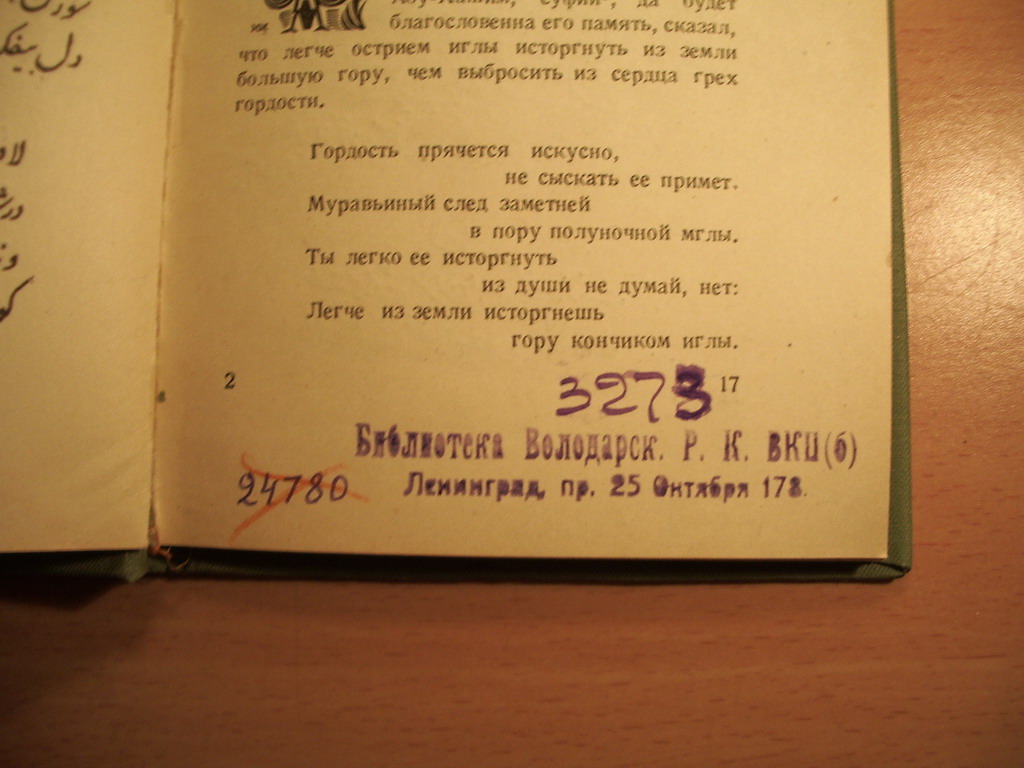 دل
благословенна его память, сказал,
что легче острием иглы исторгнуть из земли
большую гору, чем выбросить из сердца грех
гордости.
Гордость прячется искусно,
не сыскать ее примет.
Муравьиный след заметней
в пору полуночной мглы.
Ты легко ее исторгнуть
из души не думай, нет:
Легче из земли исторгнешь
гору кончиком иглы.
2
17
3273
Библиотека Володарск. Р. К. ВКП(б)
24780
Ленинград, пр. 25 Октября 178.